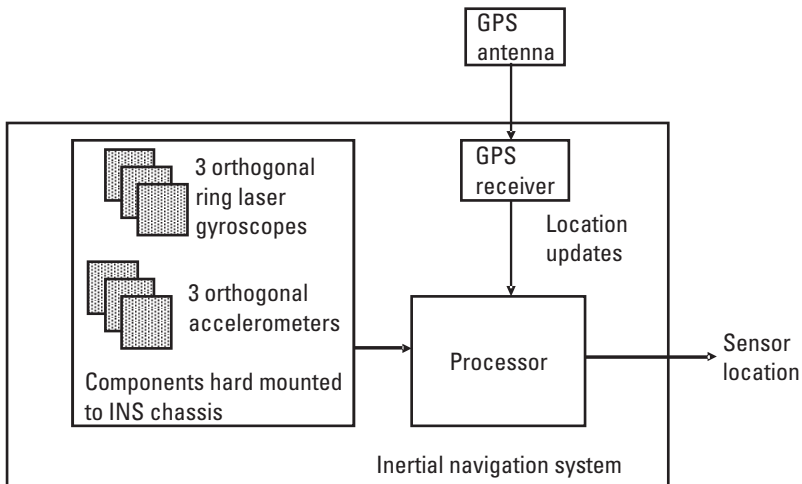 GPS
antenna
GPS
receiver
3 orthogonal
ring laser
gyroscopes
Location
updates
3 orthogonal
accelerometers
Processor
Sensor
location
Components hard mounted
to INS chassis
Inertial navigation system